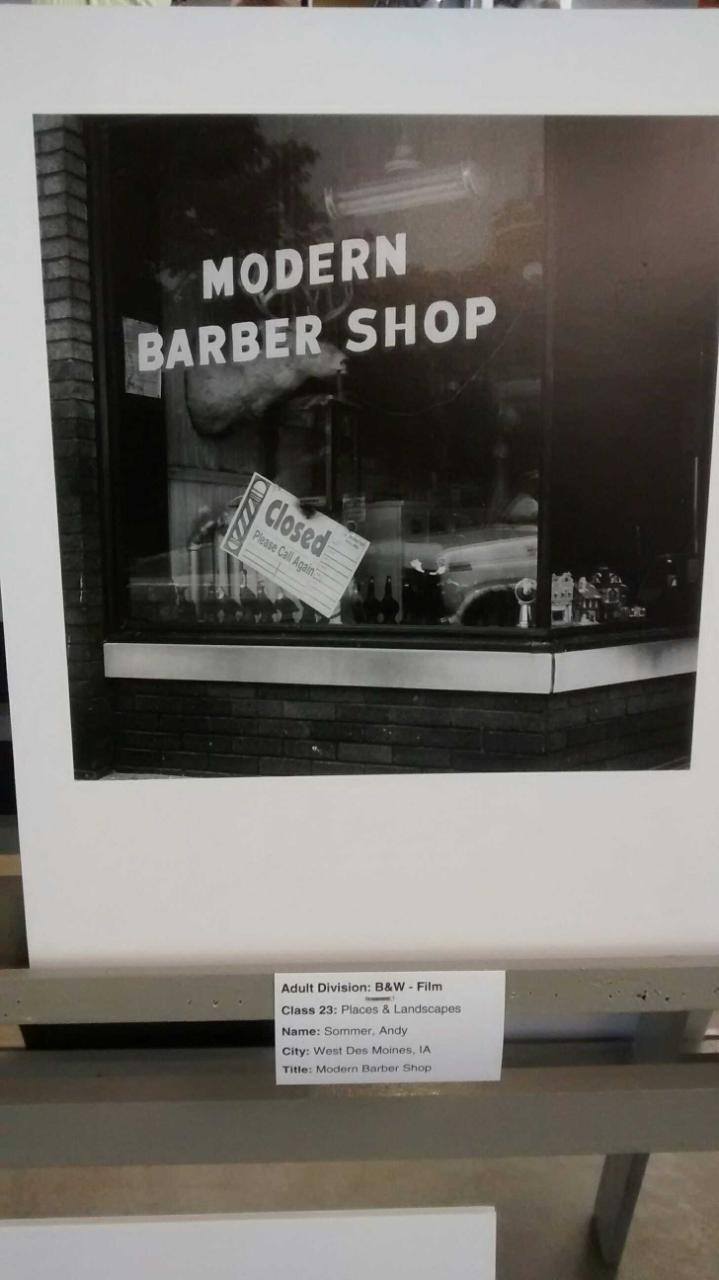 MODERN
BARBER SHOP
Closed
Please Call Again
Adult Division: B&W - Film
Class 23: Places & Landscapes
Name: Sommer, Andy
City: West Des Moines, IA
Title: Modern Barber Shop